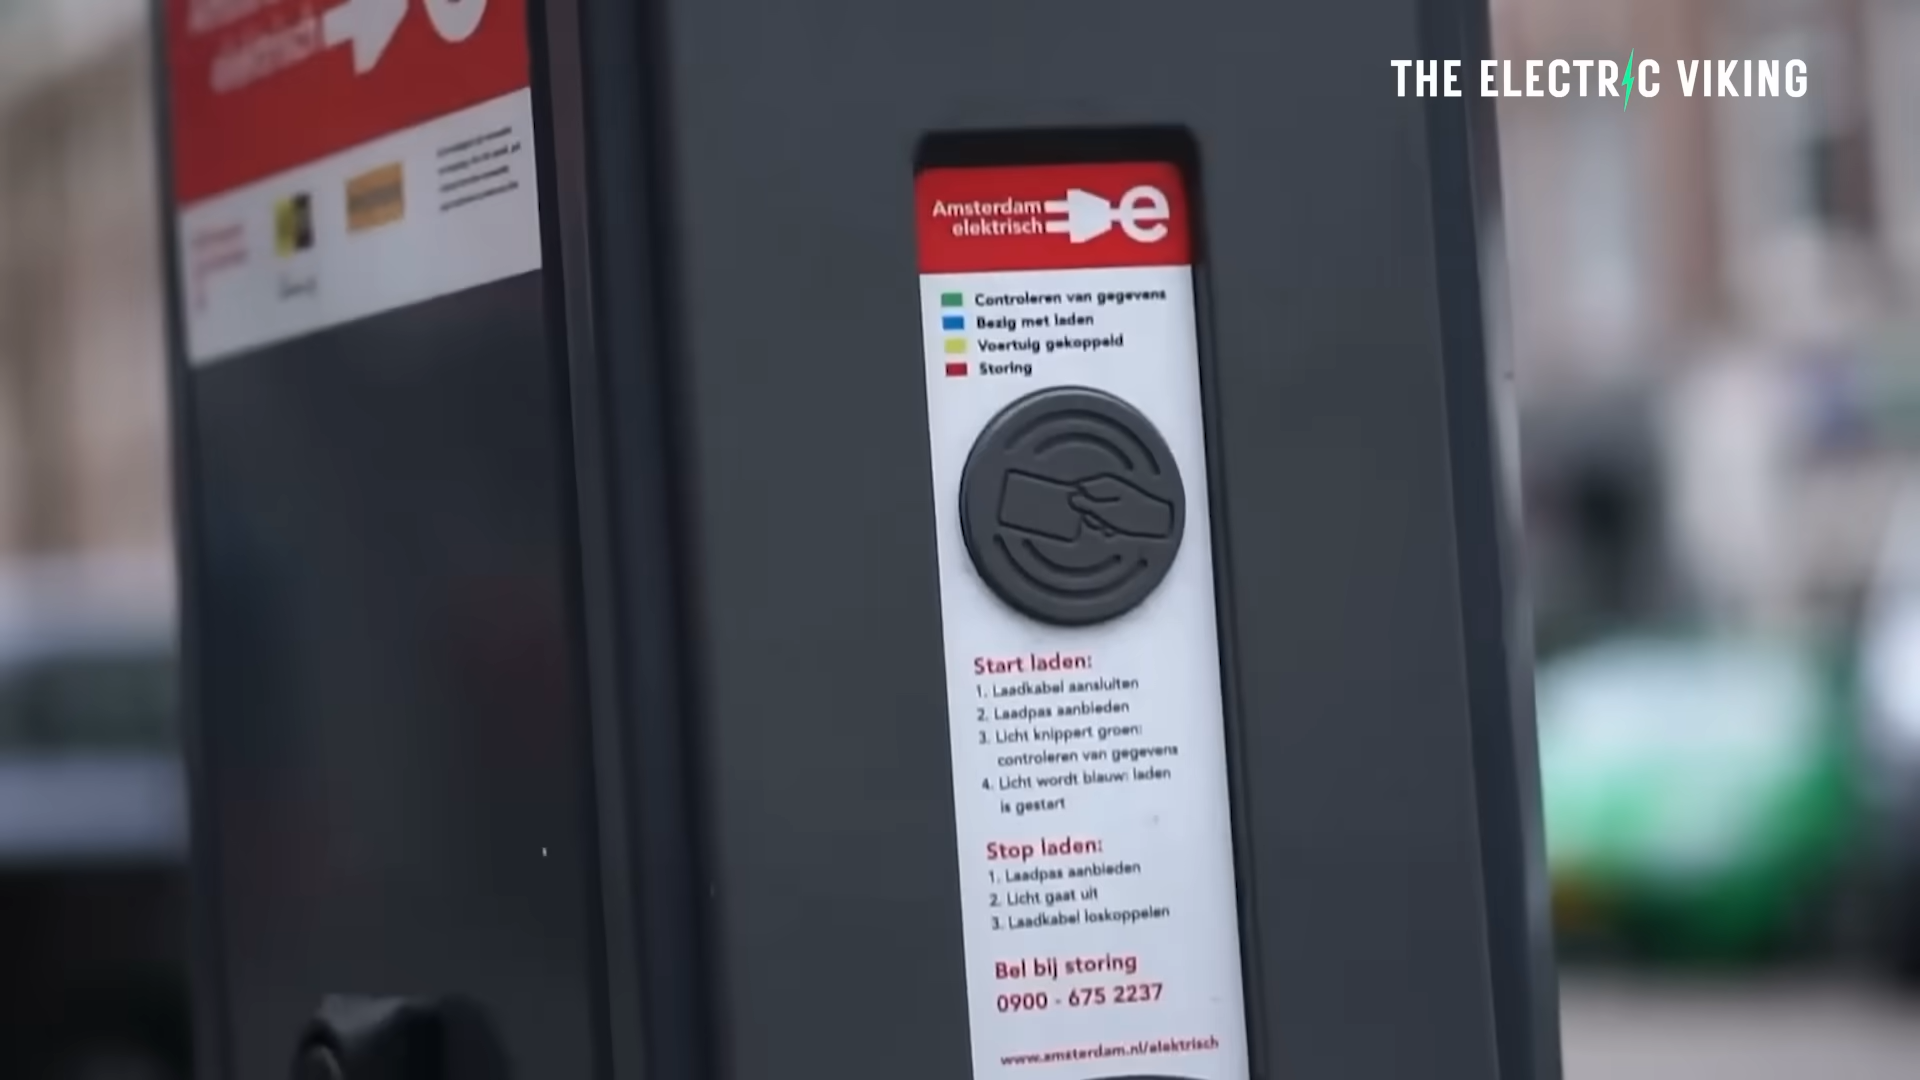 THE ELECTRIC VIKING
elektrisch
Amsterdam
elektrisch
e
Controleren van gegevens
Bezig met laden
Voertuig gekoppeld
Storing
Start laden:
1. Laadkabel aansluiten
2. Laadpas aanbieden
3. Licht knippert groen:
controleren van gegevens
4. Licht wordt blauw: laden
is gestart
Stop laden:
1. Laadpas aanbieden
2. Licht gaat uit
3. Laadkabel loskoppelen
Bel bij storing
0900 - 675 2237
www.amsterdam.nl/elektrisch